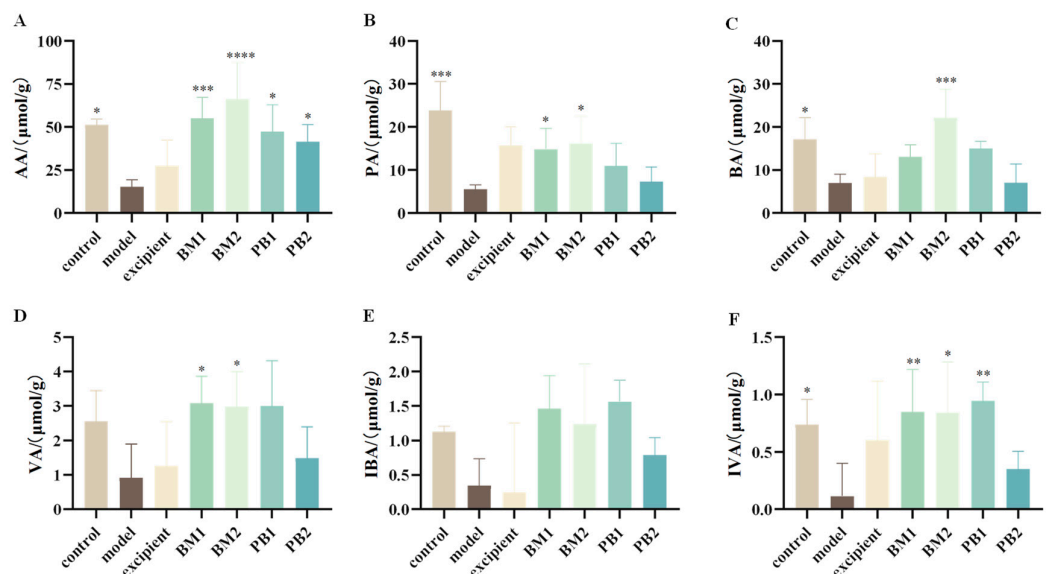 A
AA/(μmol/g)
100
75
50
25
0
*
***
****
*
*
control
model
excipient
BM1
BM2
PB1
PB2
B
PA/(μmol/g)
40
30
20
10
0
***
*
*
control
model
excipient
BM1
BM2
PB1
PB2
C
BA/(μmol/g)
40
30
20
10
0
*
***
control
model
excipient
BM1
BM2
PB1
PB2
D
VA/(μmol/g)
5
4
3
2
1
0
*
*
control
model
excipient
BM1
BM2
PB1
PB2
E
IBA/(μmol/g)
2.5
2.0
1.5
1.0
0.5
0.0
control
model
excipient
BM1
BM2
PB1
PB2
F
IVA/(μmol/g)
1.5
1.0
0.5
0.0
*
**
*
**
control
model
excipient
BM1
BM2
PB1
PB2